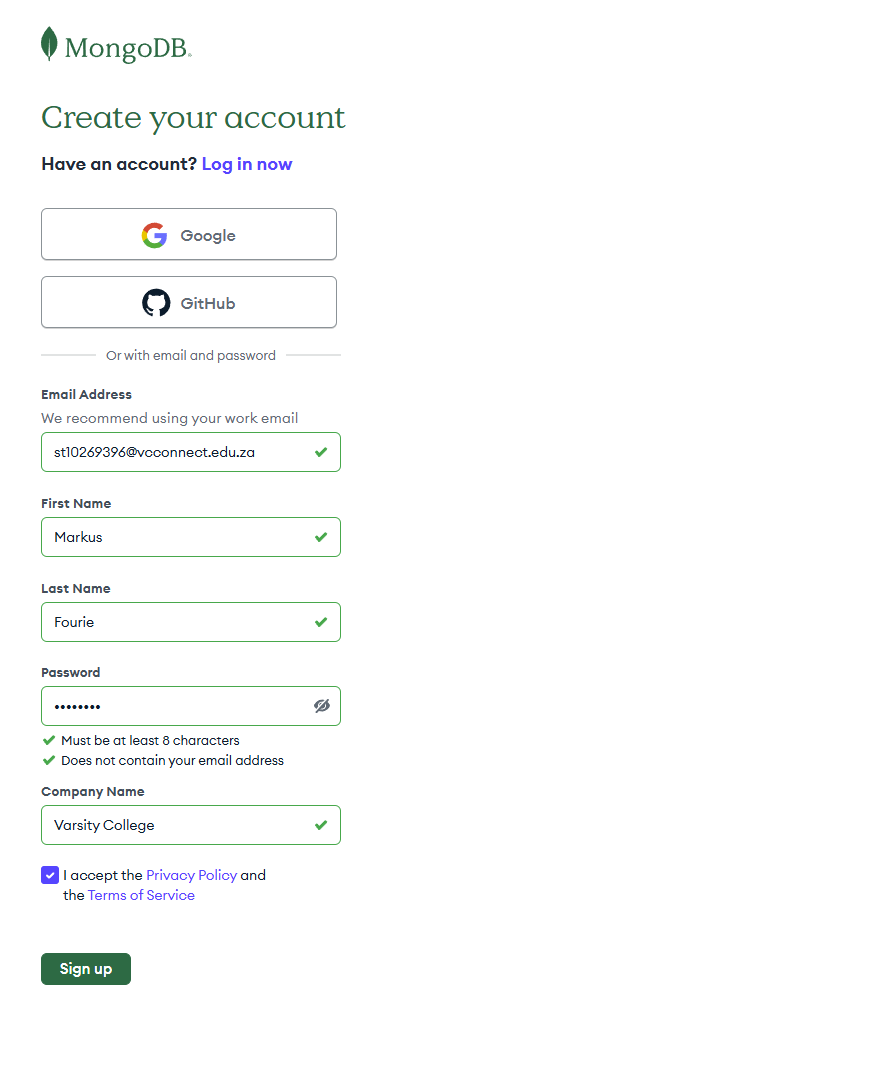 MongoDB.
Create your account
Have an account? Log in now
Google
GitHub
Or with email and password
Email Address
We recommend using your work email
st10269396@vcconnect.edu.za
First Name
Markus
Last Name
Fourie
Password
••••••••
Must be at least 8 characters
Does not contain your email address
Company Name
Varsity College
I accept the Privacy Policy and
the Terms of Service
Sign up